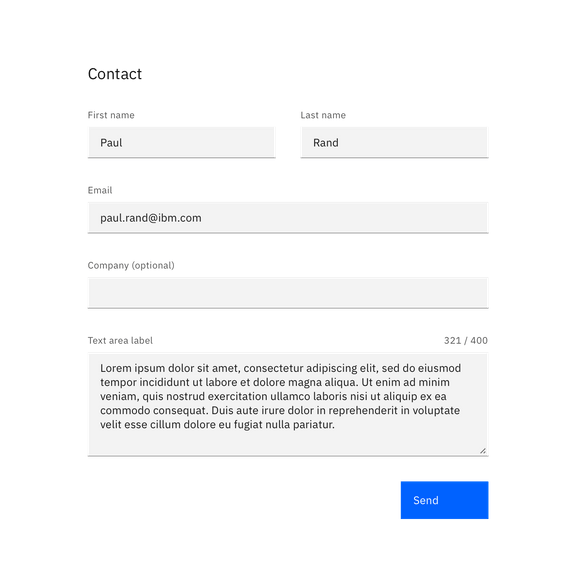 Contact
First name
Last name
Paul
Rand
Email
paul.rand@ibm.com
Company (optional)
Text area label
321 / 400
Lorem ipsum dolor sit amet, consectetur adipiscing elit, sed do eiusmod
tempor incididunt ut labore et dolore magna aliqua. Ut enim ad minim
veniam, quis nostrud exercitation ullamco laboris nisi ut aliquip ex ea
commodo consequat. Duis aute irure dolor in reprehenderit in voluptate
velit esse cillum dolore eu fugiat nulla pariatur.
Send